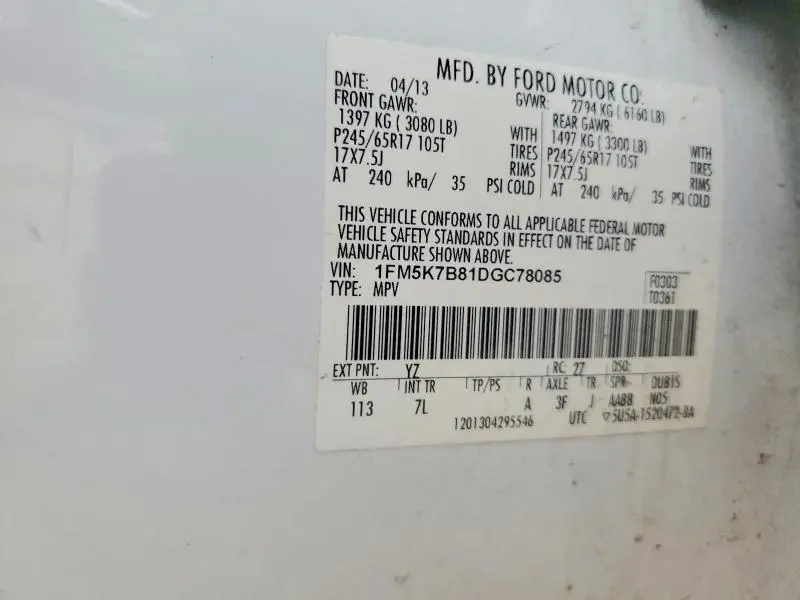 MFD. BY FORD MOTOR CO.
DATE: 04/13 GVWR: 2794 KG ( 6160 LB)
FRONT GAWR: REAR GAWR:
1397 KG ( 3080 LB) WITH 1497 KG ( 3300 LB) WITH
P245/65R17 105T TIRES P245/65R17 105T TIRES
17X7.5J RIMS 17X7.5J RIMS
AT 240 kPa/ 35 PSI COLD AT 240 kPa/ 35 PSI COLD
THIS VEHICLE CONFORMS TO ALL APPLICABLE FEDERAL MOTOR
VEHICLE SAFETY STANDARDS IN EFFECT ON THE DATE OF
MANUFACTURE SHOWN ABOVE.
VIN: 1FM5K7B81DGC78085 F0303
TYPE: MPV T0361
EXT PNT: YZ RC: 27 DSO:
WB INT TR TP/PS R AXLE TR SPR DUBIS
113 7L A 3F J AABB N05
1201304295546 UTC ▽5U5A-1520472-BA